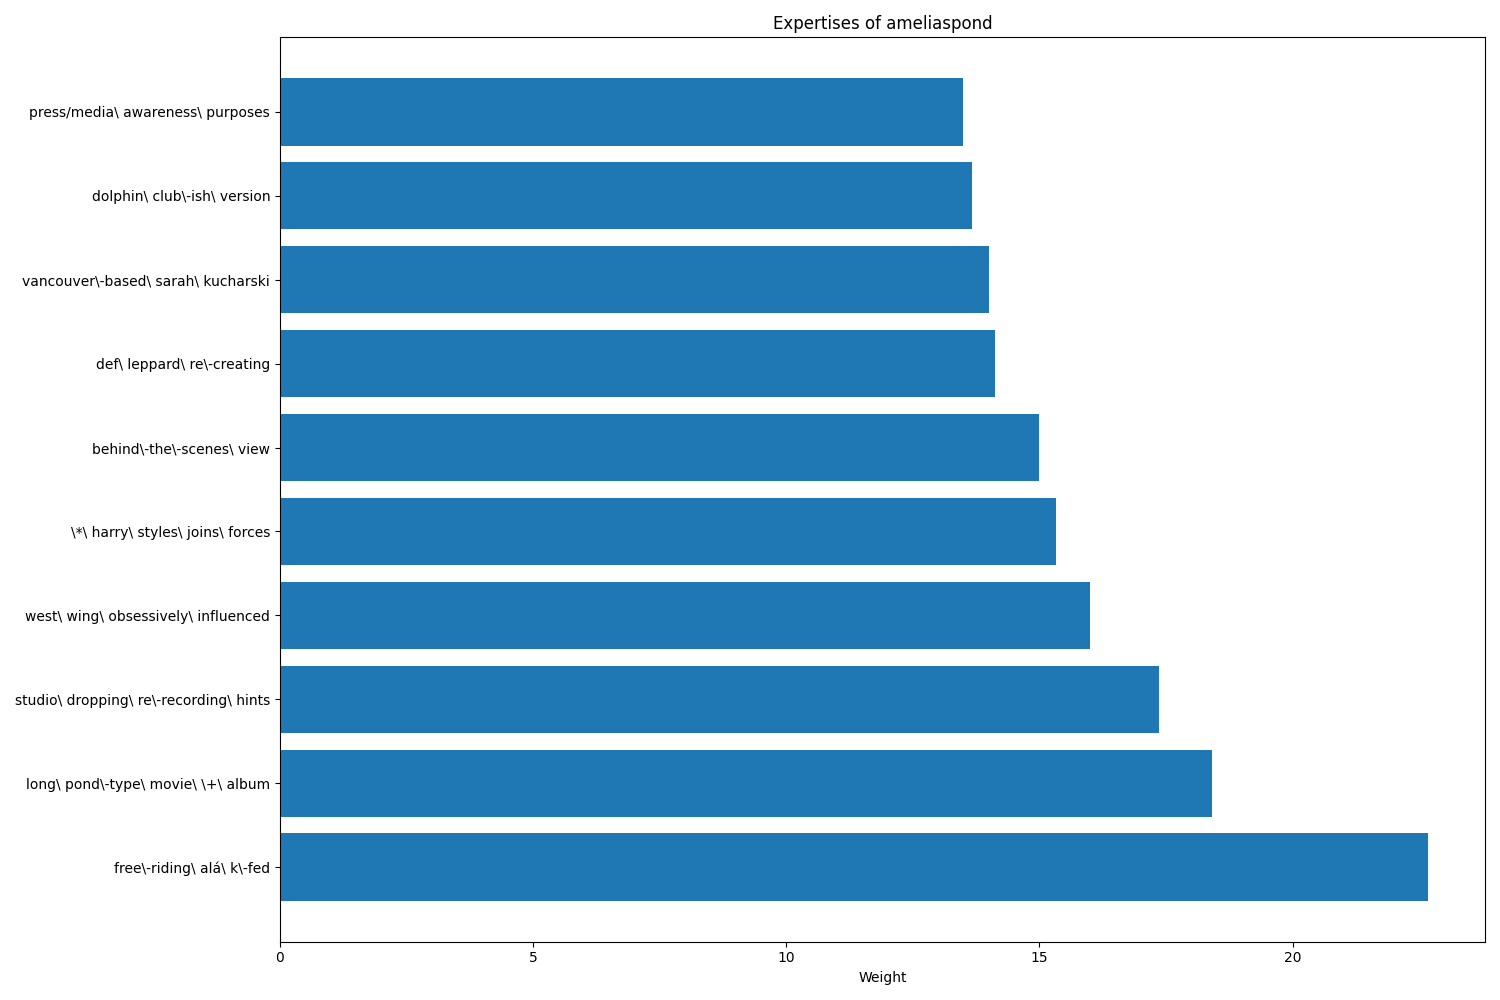 Expertises of ameliaspond
press/media\ awareness\ purposes
dolphin\ club\-ish\ version
vancouver\-based\ sarah\ kucharski
def\ leppard\ re\-creating
behind\-the\-scenes\ view
\*\ harry\ styles\ joins\ forces
west\ wing\ obsessively\ influenced
studio\ dropping\ re\-recording\ hints
long\ pond\-type\ movie\ \+\ album
free\-riding\ alá\ k\-fed
0 5 10 15 20
Weight